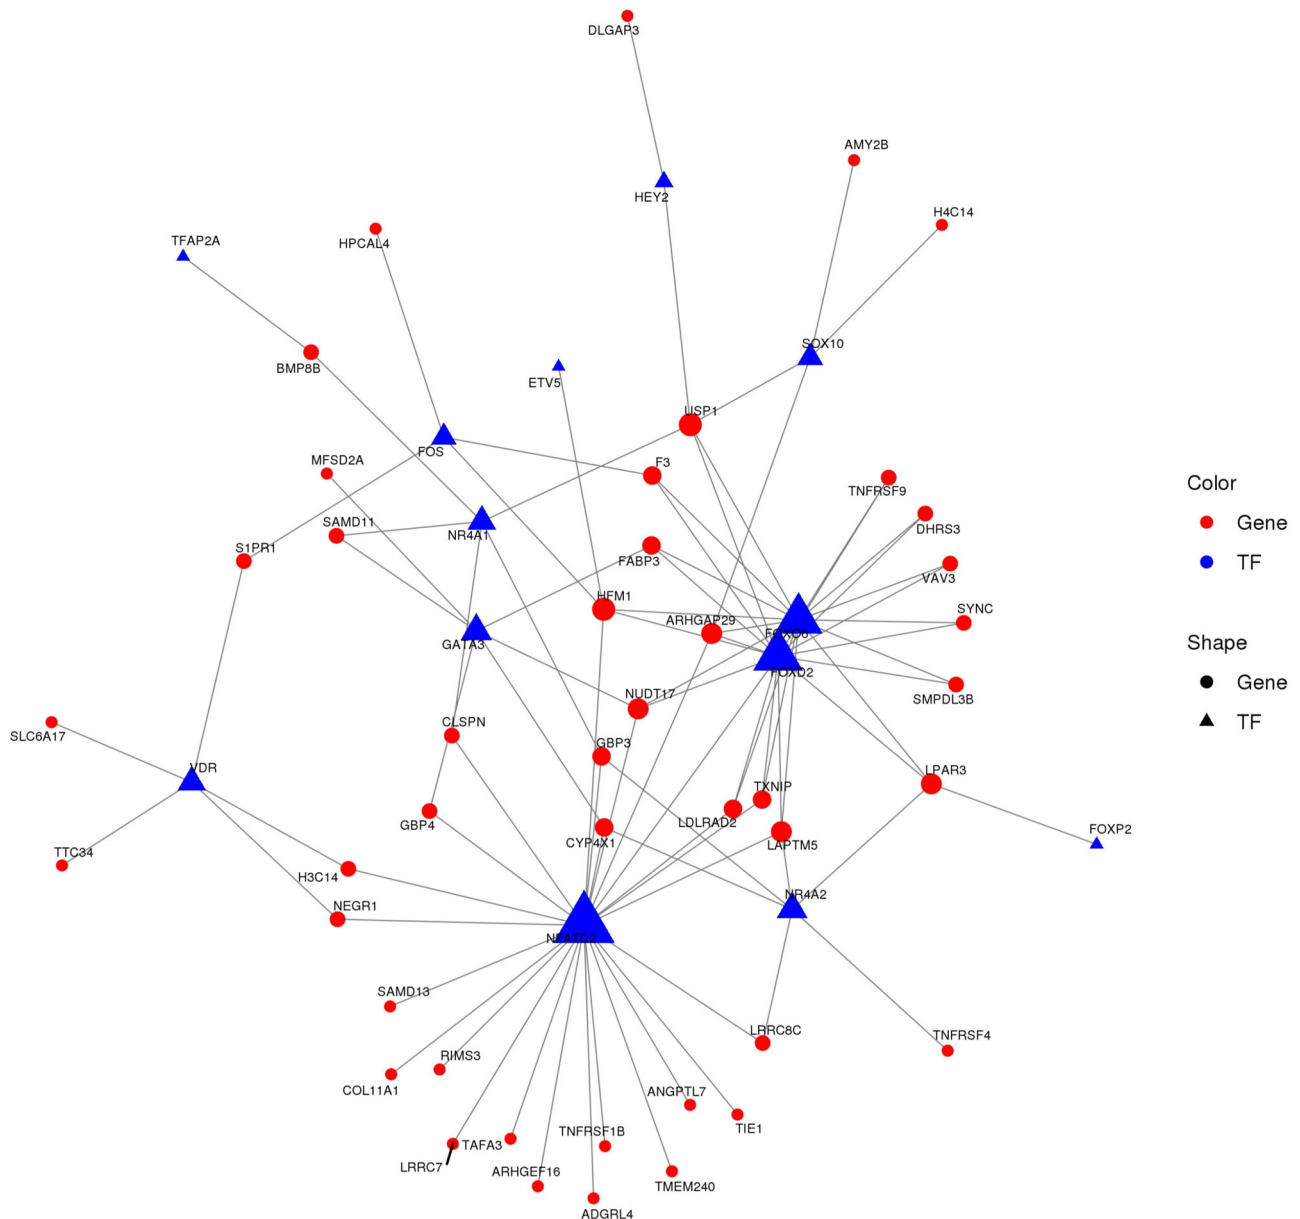 DLGAP3
AMY2B
HEY2
H4C14
TFAP2A
HPCAL4
SOX10
BMP8B
ETV5
USP1
FOS
MFSD2A
F3
TNFRSF9
SAMD11
DHRS3
NR4A1
S1PR1
FABP3
VAV3
HFM1
SYNC
ARHGAP29
FOXD2
GATA3
NUDT17
SMPDL3B
CLSPN
SLC6A17
GBP3
VDR
LPAR3
TXNIP
GBP4
LDLRAD2
FOXP2
CYP4X1
LAPTM5
TTC34
H3C14
NR4A2
NEGR1
NFATC2
SAMD13
LRRC8C
TNFRSF4
RIMS3
COL11A1
ANGPTL7
TIE1
TNFRSF1B
TAFA3
LRRC7
ARHGEF16
TMEM240
ADGRL4
Color
Gene
TF
Shape
Gene
TF